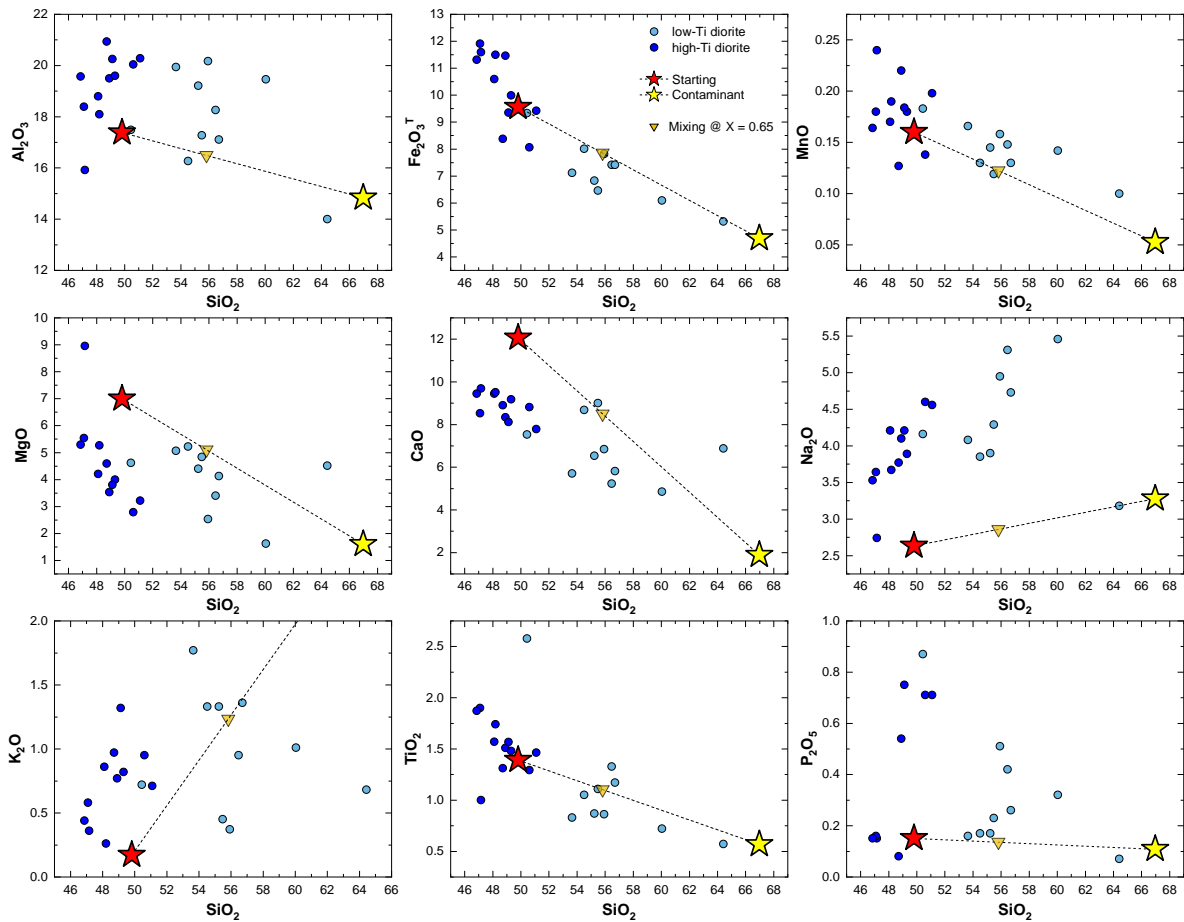 22
20
18
16
14
12
Al₂O₃
46 48 50 52 54 56 58 60 62 64 66 68
SiO₂
13
12
11
10
9
8
7
6
5
4
Fe₂O₃ᵀ
low-Ti diorite
high-Ti diorite
Starting
Contaminant
Mixing @ X = 0.65
46 48 50 52 54 56 58 60 62 64 66 68
SiO₂
0.25
0.20
0.15
0.10
0.05
MnO
46 48 50 52 54 56 58 60 62 64 66 68
SiO₂
10
9
8
7
6
5
4
3
2
1
MgO
46 48 50 52 54 56 58 60 62 64 66 68
SiO₂
12
10
8
6
4
2
CaO
46 48 50 52 54 56 58 60 62 64 66 68
SiO₂
5.5
5.0
4.5
4.0
3.5
3.0
2.5
Na₂O
46 48 50 52 54 56 58 60 62 64 66 68
SiO₂
2.0
1.5
1.0
0.5
0.0
K₂O
46 48 50 52 54 56 58 60 62 64 66
SiO₂
2.5
2.0
1.5
1.0
0.5
TiO₂
46 48 50 52 54 56 58 60 62 64 66 68
SiO₂
1.0
0.8
0.6
0.4
0.2
0.0
P₂O₅
46 48 50 52 54 56 58 60 62 64 66 68
SiO₂